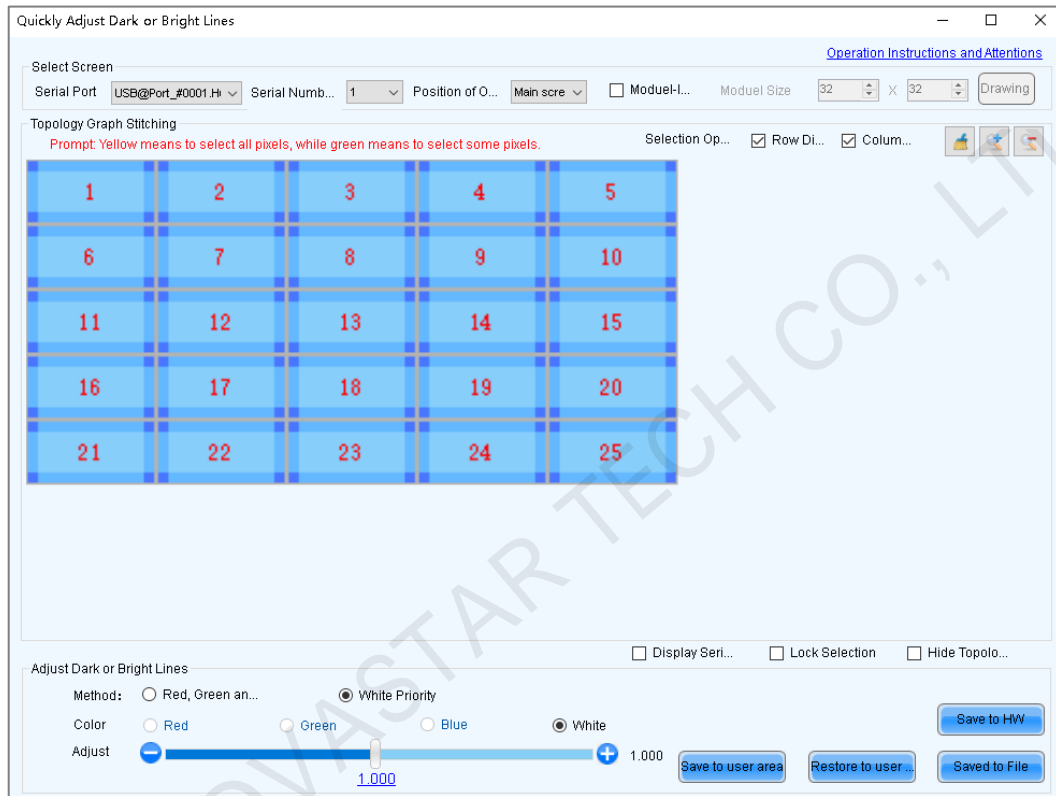 Quickly Adjust Dark or Bright Lines
Operation Instructions and Attentions
Select Screen
Serial Port USB@Port_#0001.H Serial Numb... 1 Position of O... Main scre Moduel-I... Moduel Size 32 X 32 Drawing
Topology Graph Stitching
Prompt: Yellow means to select all pixels, while green means to select some pixels.
Selection Op... Row Di... Colum...
1 2 3 4 5
6 7 8 9 10
11 12 13 14 15
16 17 18 19 20
21 22 23 24 25
Display Seri... Lock Selection Hide Topolo...
Adjust Dark or Bright Lines
Method: Red, Green an... White Priority
Color Red Green Blue White
Save to HW
Adjust 1.000
1.000
Save to user area Restore to user ... Saved to File
OVASTAR TECH CO., LT